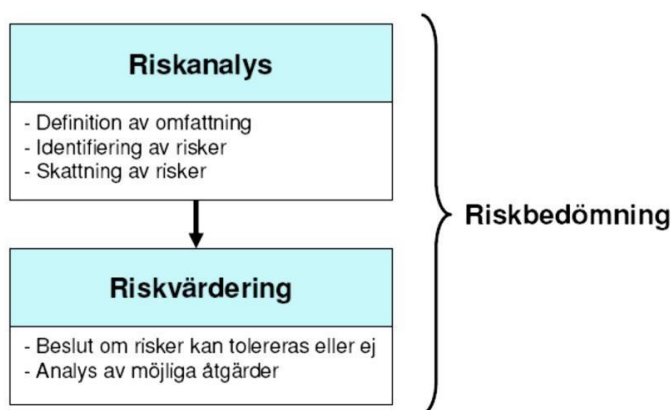 Riskanalys
- Definition av omfattning
- Identifiering av risker
- Skattning av risker
Riskbedömning
Riskvärdering
- Beslut om risker kan tolereras eller ej
- Analys av möjliga åtgärder